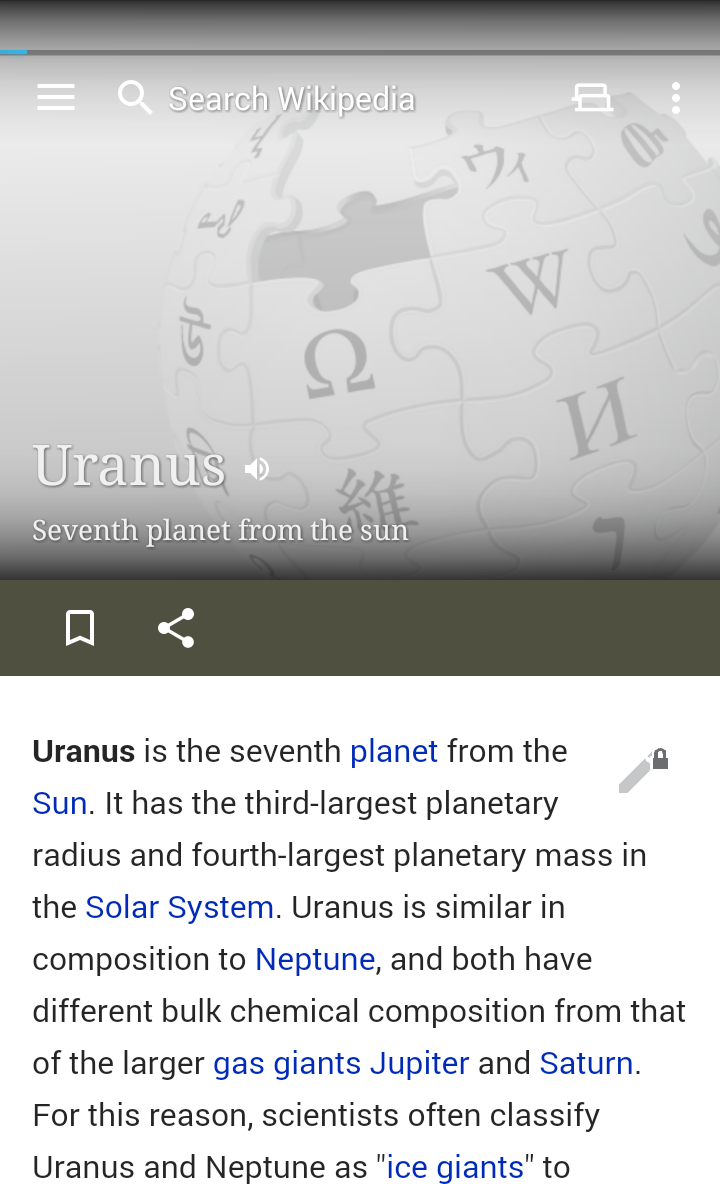 Search Wikipedia
ウィ
W
Ω
И
維
Uranus
Seventh planet from the sun
Uranus is the seventh planet from the
Sun. It has the third-largest planetary
radius and fourth-largest planetary mass in
the Solar System. Uranus is similar in
composition to Neptune, and both have
different bulk chemical composition from that
of the larger gas giants Jupiter and Saturn.
For this reason, scientists often classify
Uranus and Neptune as "ice giants" to